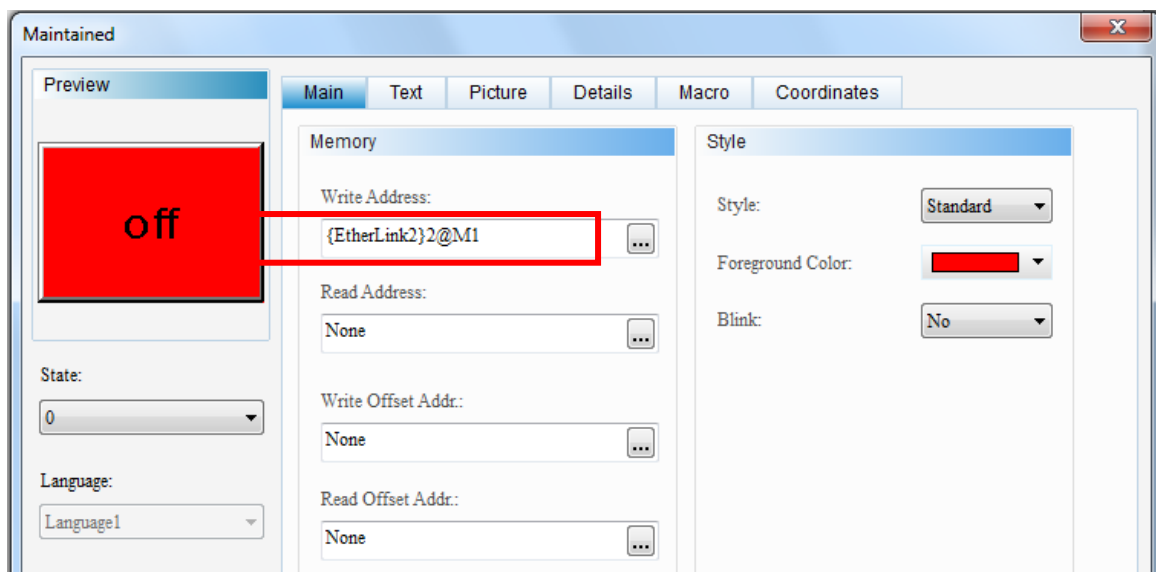 Maintained
Preview
off
State:
0
Language:
Language1
Main Text Picture Details Macro Coordinates
Memory
Write Address:
{EtherLink2}2@M1
...
Read Address:
None
...
Write Offset Addr.:
None
...
Read Offset Addr.:
None
...
Style
Style: Standard
Foreground Color:
Blink: No